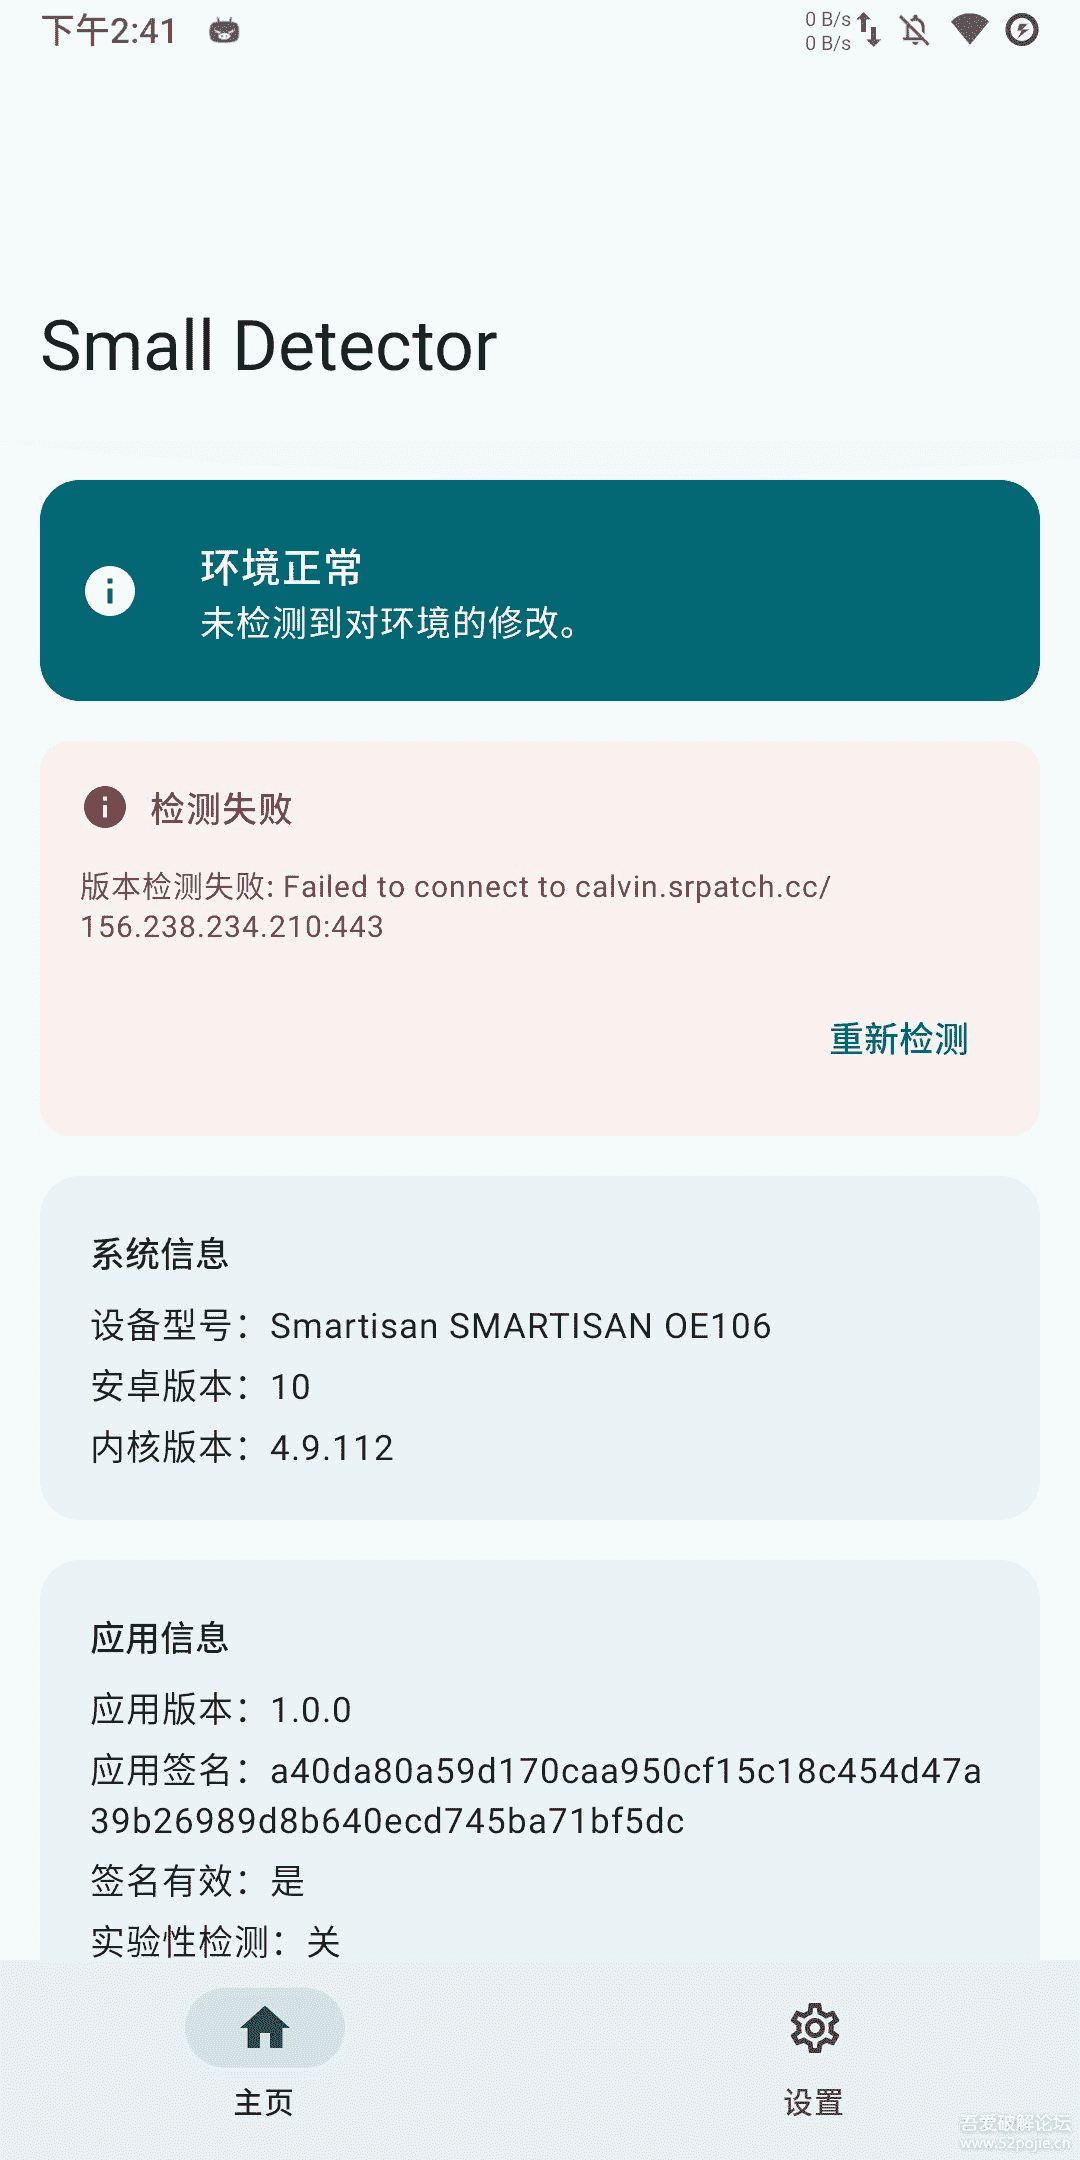 下午2:41
0 B/s
0 B/s
Small Detector
环境正常
未检测到对环境的修改。
检测失败
版本检测失败: Failed to connect to calvin.srpatch.cc/
156.238.234.210:443
重新检测
系统信息
设备型号：Smartisan SMARTISAN OE106
安卓版本：10
内核版本：4.9.112
应用信息
应用版本：1.0.0
应用签名：a40da80a59d170caa950cf15c18c454d47a
39b26989d8b640ecd745ba71bf5dc
签名有效：是
实验性检测：关
主页
设置
吾爱破解论坛
www.52pojie.cn